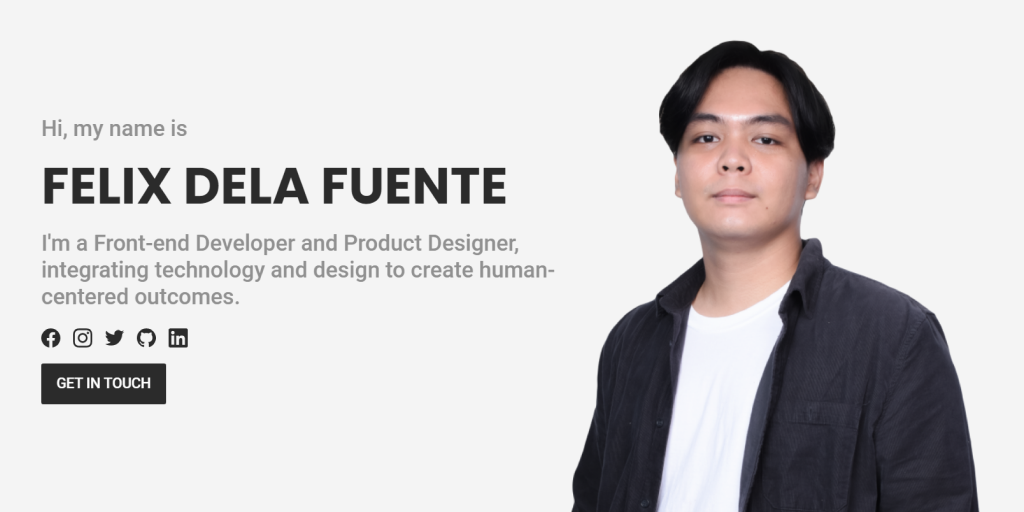 Hi, my name is
FELIX DELA FUENTE
I'm a Front-end Developer and Product Designer,
integrating technology and design to create human-
centered outcomes.
GET IN TOUCH